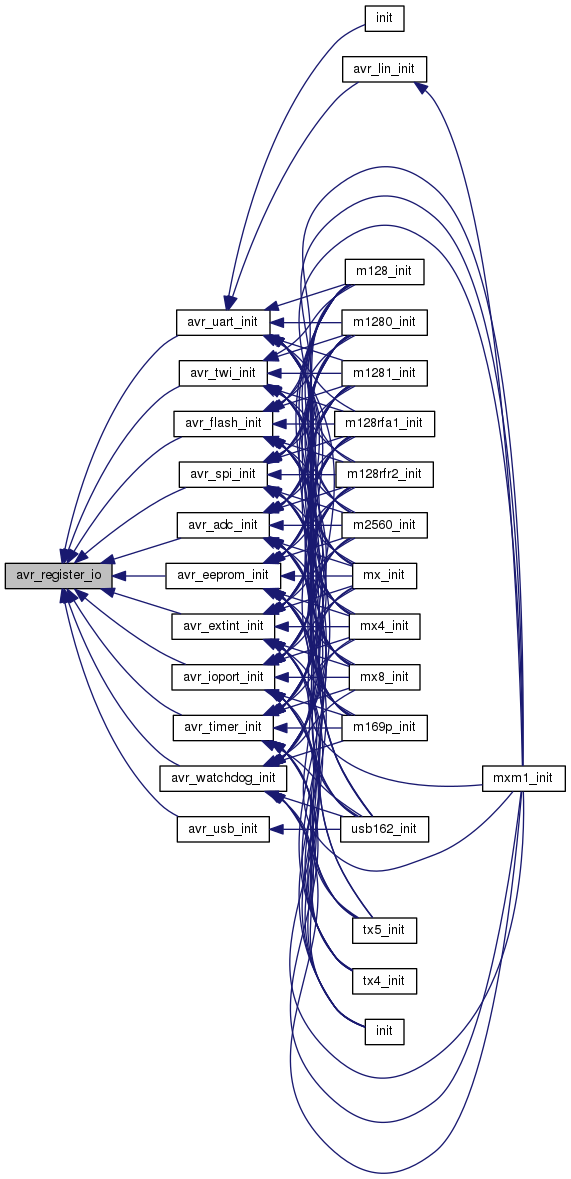 init
avr_lin_init
m128_init
avr_uart_init
m1280_init
avr_twi_init
m1281_init
avr_flash_init
m128rfa1_init
avr_spi_init
m128rfr2_init
avr_adc_init
m2560_init
avr_register_io
avr_eeprom_init
mx_init
avr_extint_init
mx4_init
avr_ioport_init
mx8_init
avr_timer_init
m169p_init
avr_watchdog_init
mxm1_init
avr_usb_init
usb162_init
tx5_init
tx4_init
init